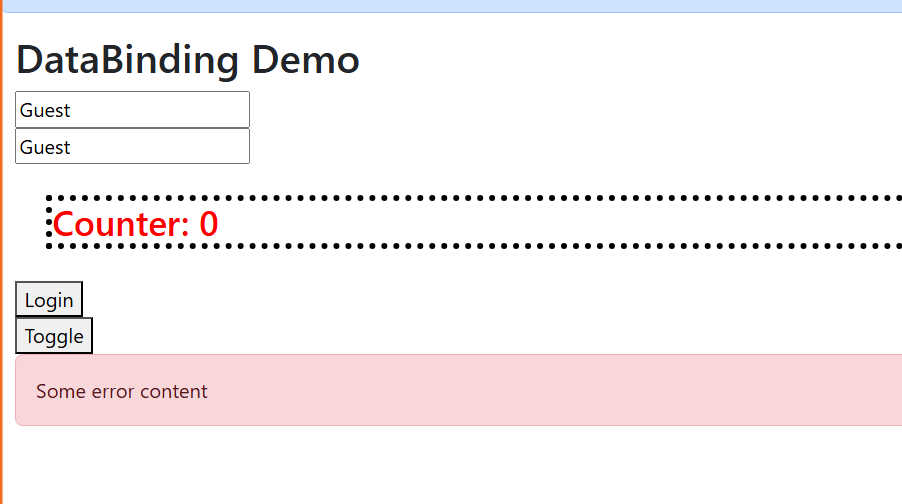 DataBinding Demo
Guest
Guest
Counter: 0
Login
Toggle
Some error content